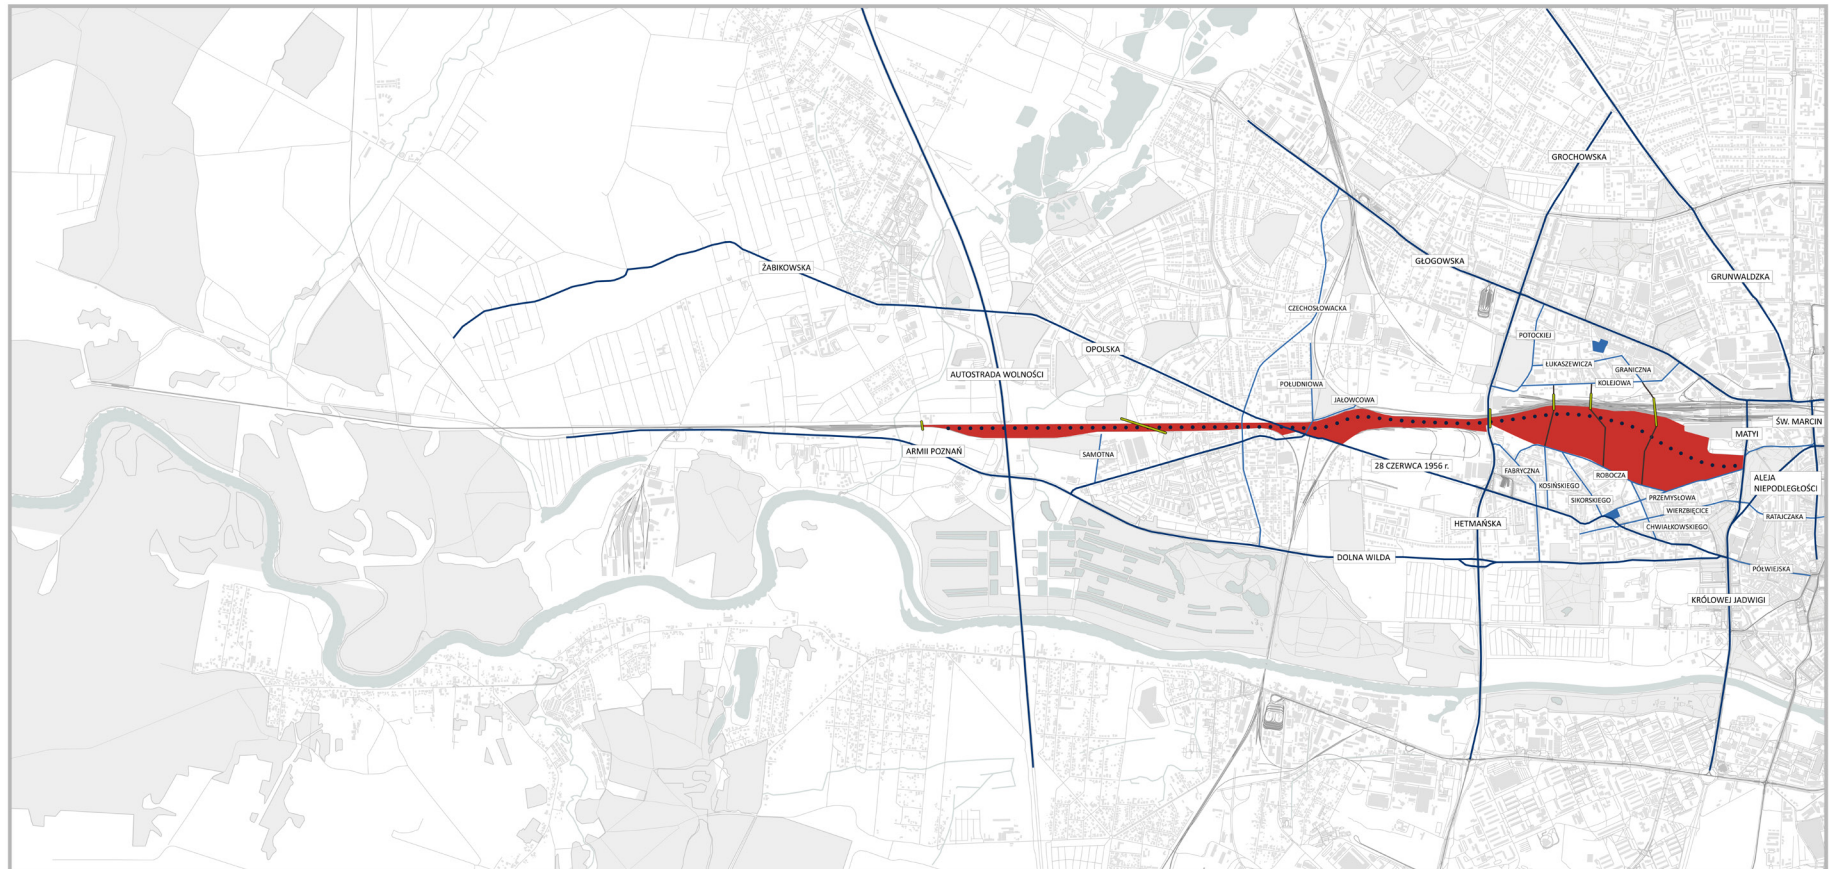 GROCHOWSKA
GŁOGOWSKA
ŻABIKOWSKA
GRUNWALDZKA
CZECHOSŁOWACKA
POTOCKIEJ
OPOLSKA
ŁUKASZEWICZA
GRANICZNA
AUTOSTRADA WOLNOŚCI
POŁUDNIOWA
KOLEJOWA
JAŁOWCOWA
ŚW. MARCIN
MATYI
ARMII POZNAŃ
SAMOTNA
28 CZERWCA 1956 r.
FABRYCZNA
ROBOCZA
ALEJA
NIEPODLEGŁOŚCI
KOSIŃSKIEGO
SIKORSKIEGO
PRZEMYSŁOWA
WIERZBIĘCICE
RATAJCZAKA
HETMAŃSKA
CHWIAŁKOWSKIEGO
DOLNA WILDA
PÓŁWIEJSKA
KRÓLOWEJ JADWIGI